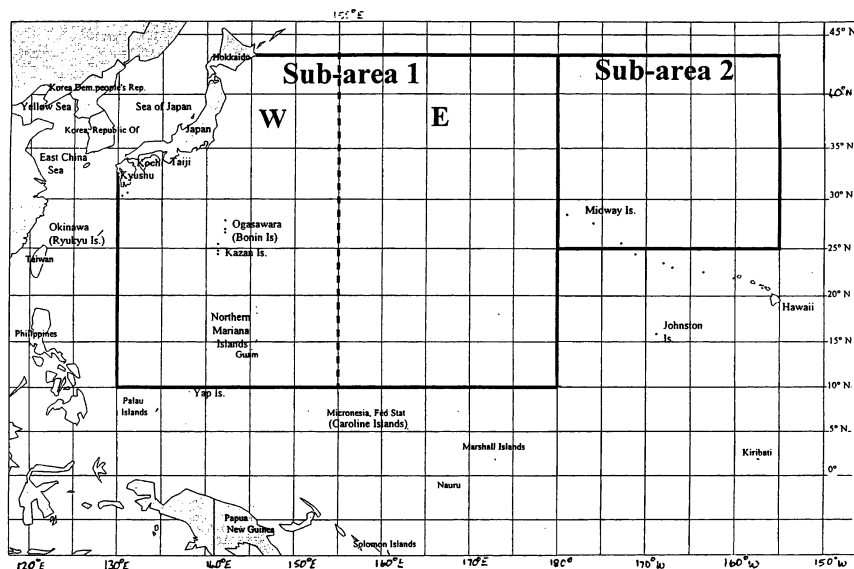 155°E
45° N
Hokkaido
Sub-area 1
Sub-area 2
Korea Dem.people's Rep.
40° N
Yellow Sea
Sea of Japan
W
E
Korea, Republic Of
Japan
35° N
East China
Sea
Kochi
Taiji
Kyushu
30° N
Midway Is.
Ogasawara
(Bonin Is)
Okinawa
(Ryukyu Is.)
Kazan Is.
25° N
Taiwan
20° N
Hawaii
Northern
Mariana
Islands
Guam
Johnston
Is.
15° N
Philippines
10° N
Yap Is.
Palau
Islands
Micronesia, Fed Stat
(Caroline Islands)
5° N
Marshall Islands
Kiribati
0°
Nauru
Papua
New Guinea
Solomon Islands
120°E
130°E
140°E
150°E
160°E
170°E
180°
170°W
160°W
150°W